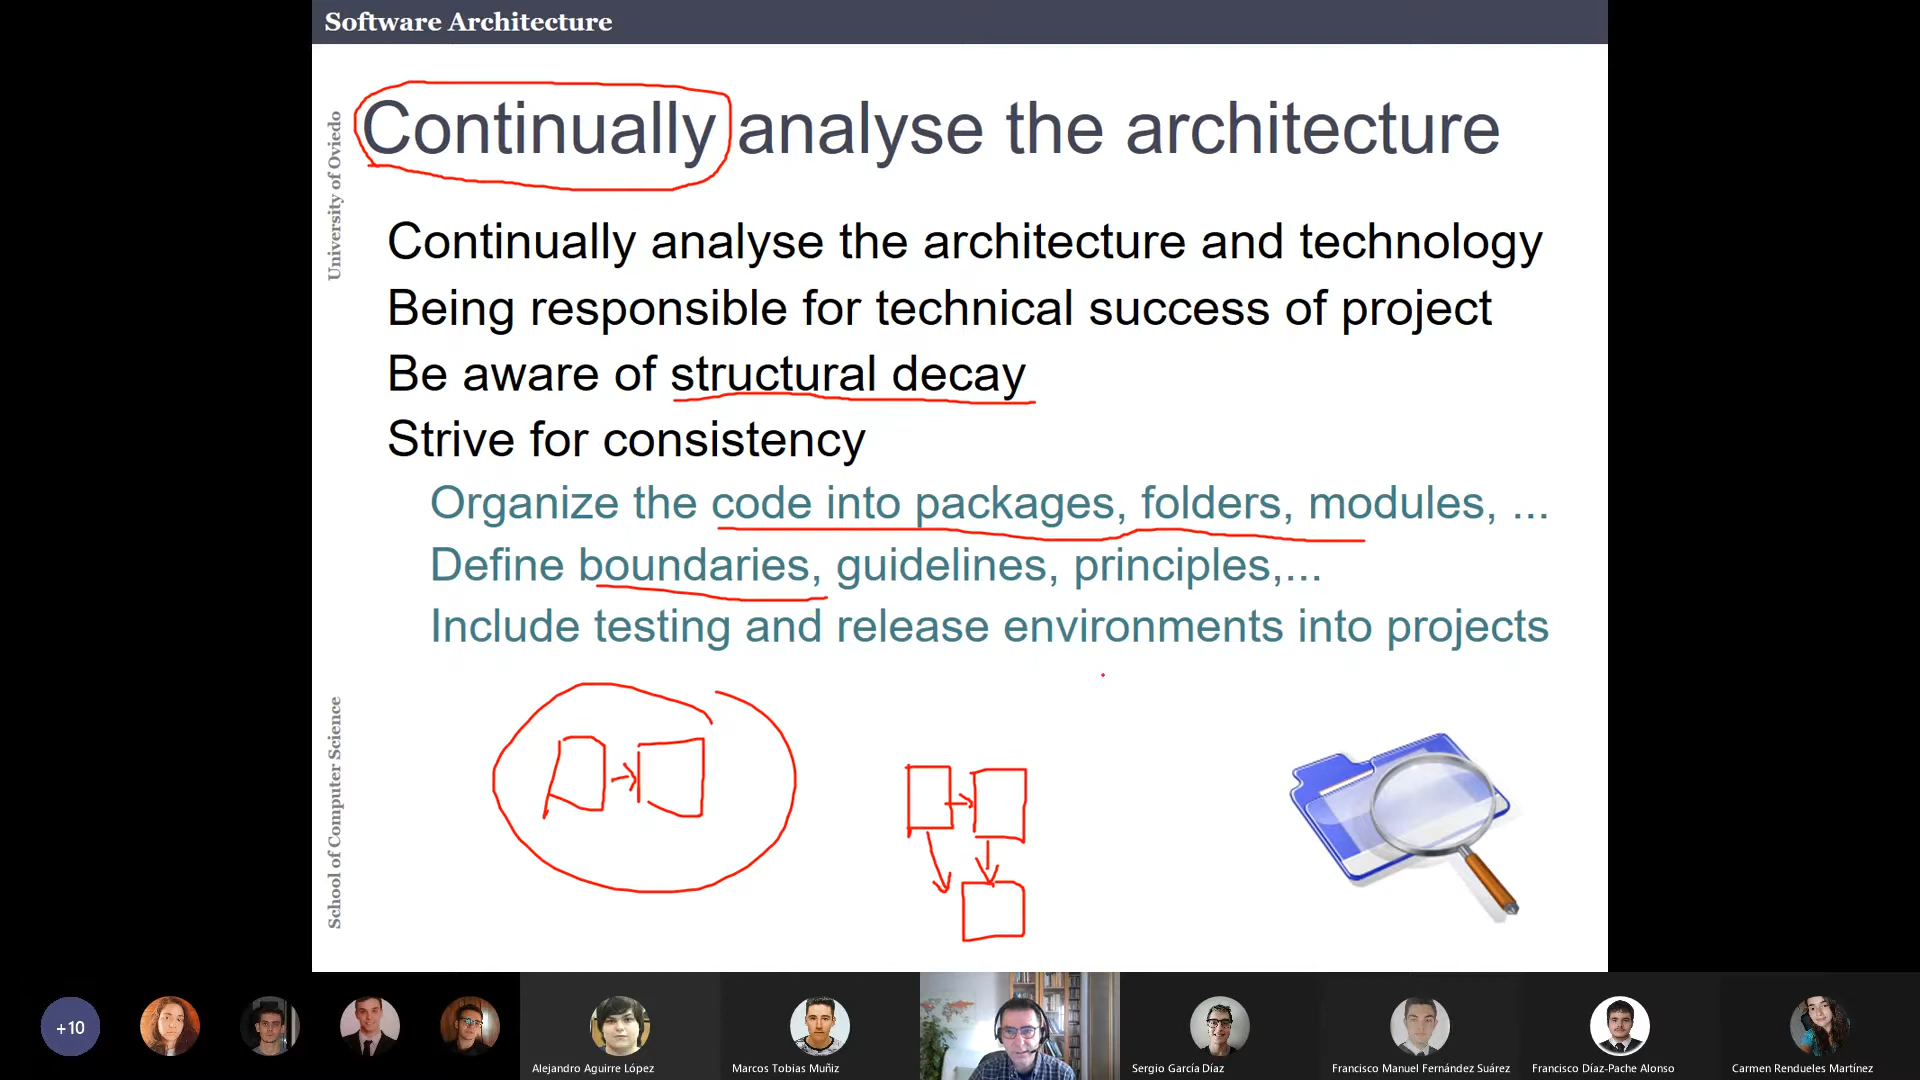 Software Architecture
University of Oviedo
Continually analyse the architecture
Continually analyse the architecture and technology
Being responsible for technical success of project
Be aware of structural decay
Strive for consistency
Organize the code into packages, folders, modules, ...
Define boundaries, guidelines, principles,...
Include testing and release environments into projects
School of Computer Science
+10
Alejandro Aguirre López
Marcos Tobias Muñiz
Sergio García Díaz
Francisco Manuel Fernández Suárez
Francisco Díaz-Pache Alonso
Carmen Rendueles Martínez